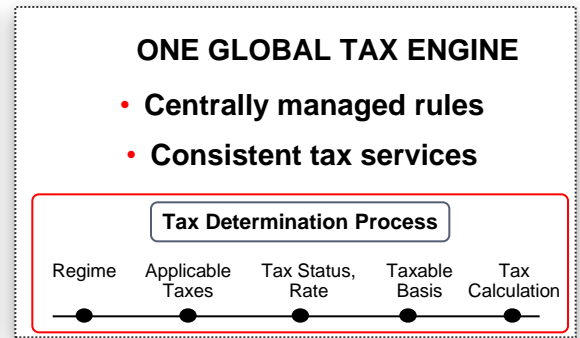 ONE GLOBAL TAX ENGINE
• Centrally managed rules
• Consistent tax services
Tax Determination Process
Regime
Applicable
Taxes
Tax Status,
Rate
Taxable
Basis
Tax
Calculation